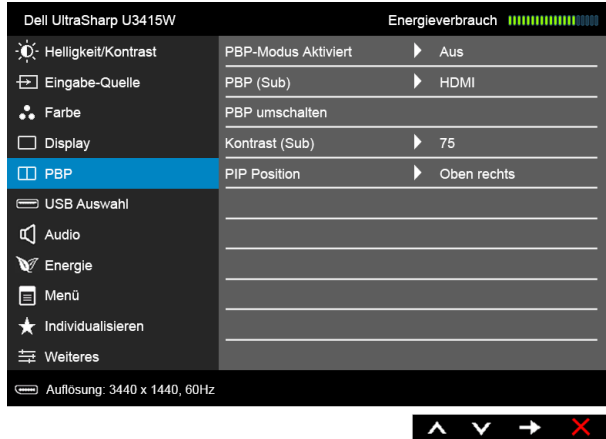 Dell UltraSharp U3415W Energieverbrauch
Helligkeit/Kontrast PBP-Modus Aktiviert Aus
Eingabe-Quelle PBP (Sub) HDMI
Farbe PBP umschalten
Display Kontrast (Sub) 75
PBP PIP Position Oben rechts
USB Auswahl
Audio
Energie
Menü
Individualisieren
Weiteres
Auflösung: 3440 x 1440, 60Hz